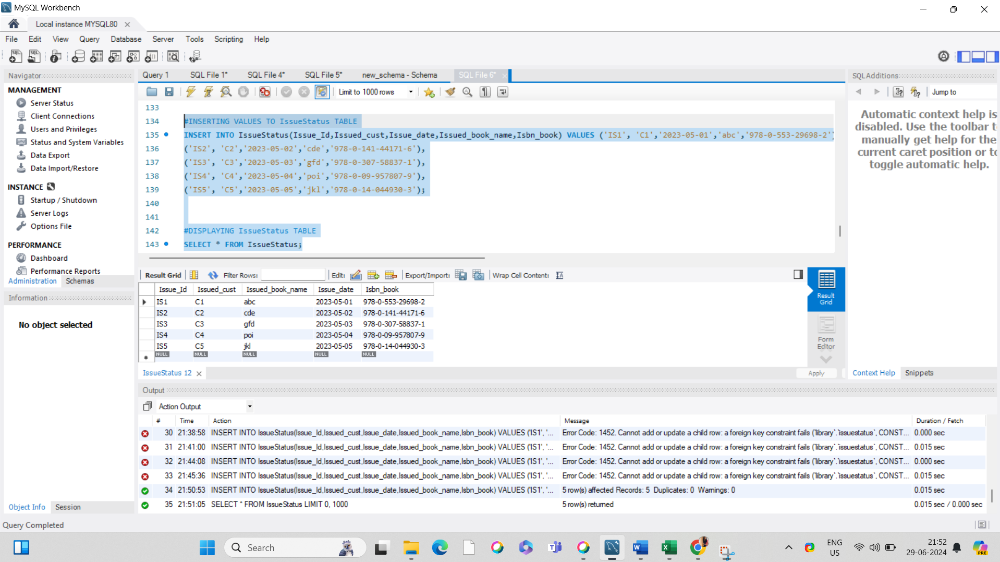 MySQL Workbench
Local instance MYSQL80
File Edit View Query Database Server Tools Scripting Help
Navigator
MANAGEMENT
Server Status
Client Connections
Users and Privileges
Status and System Variables
Data Export
Data Import/Restore
INSTANCE
Startup / Shutdown
Server Logs
Options File
PERFORMANCE
Dashboard
Performance Reports
Administration Schemas
Information
No object selected
Object Info Session
Query 1 SQL File 1* SQL File 4* SQL File 5* new_schema - Schema SQL File 6*
Limit to 1000 rows
133
134 #INSERTING VALUES TO IssueStatus TABLE
135 INSERT INTO IssueStatus(Issue_Id,Issued_cust,Issue_date,Issued_book_name,Isbn_book) VALUES ('IS1', 'C1','2023-05-01','abc','978-0-553-29698-2')
136 ('IS2', 'C2','2023-05-02','cde','978-0-141-44171-6'),
137 ('IS3', 'C3','2023-05-03','gfd','978-0-307-58837-1'),
138 ('IS4', 'C4','2023-05-04','poi','978-0-09-957807-9'),
139 ('IS5', 'C5','2023-05-05','jkl','978-0-14-044930-3');
140
141
142 #DISPLAYING IssueStatus TABLE
143 SELECT * FROM IssueStatus;
Result Grid Filter Rows: Edit: Export/Import: Wrap Cell Content:
Issue_Id Issued_cust Issued_book_name Issue_date Isbn_book
IS1 C1 abc 2023-05-01 978-0-553-29698-2
IS2 C2 cde 2023-05-02 978-0-141-44171-6
IS3 C3 gfd 2023-05-03 978-0-307-58837-1
IS4 C4 poi 2023-05-04 978-0-09-957807-9
IS5 C5 jkl 2023-05-05 978-0-14-044930-3
NULL NULL NULL NULL NULL
Result
Grid
Form
Editor
IssueStatus 12
Apply
SQLAdditions
Jump to
Automatic context help is
disabled. Use the toolbar t
manually get help for the
current caret position or to
toggle automatic help.
Context Help Snippets
Output
Action Output
# Time Action Message Duration / Fetch
30 21:38:58 INSERT INTO IssueStatus(Issue_Id,Issued_cust,Issue_date,Issued_book_name,Isbn_book) VALUES ('IS1', '... Error Code: 1452. Cannot add or update a child row: a foreign key constraint fails (`library`.`issuestatus`, CONST... 0.000 sec
31 21:41:00 INSERT INTO IssueStatus(Issue_Id,Issued_cust,Issue_date,Issued_book_name,Isbn_book) VALUES ('IS1', '... Error Code: 1452. Cannot add or update a child row: a foreign key constraint fails (`library`.`issuestatus`, CONST... 0.015 sec
32 21:44:08 INSERT INTO IssueStatus(Issue_Id,Issued_cust,Issue_date,Issued_book_name,Isbn_book) VALUES ('IS1', '... Error Code: 1452. Cannot add or update a child row: a foreign key constraint fails (`library`.`issuestatus`, CONST... 0.000 sec
33 21:45:36 INSERT INTO IssueStatus(Issue_Id,Issued_cust,Issue_date,Issued_book_name,Isbn_book) VALUES ('IS1', '... Error Code: 1452. Cannot add or update a child row: a foreign key constraint fails (`library`.`issuestatus`, CONST... 0.015 sec
34 21:50:53 INSERT INTO IssueStatus(Issue_Id,Issued_cust,Issue_date,Issued_book_name,Isbn_book) VALUES ('IS1', '... 5 row(s) affected Records: 5 Duplicates: 0 Warnings: 0 0.015 sec
35 21:51:05 SELECT * FROM IssueStatus LIMIT 0, 1000 5 row(s) returned 0.015 sec / 0.000 sec
Query Completed
Search
ENG
US
21:52
29-06-2024
PRE